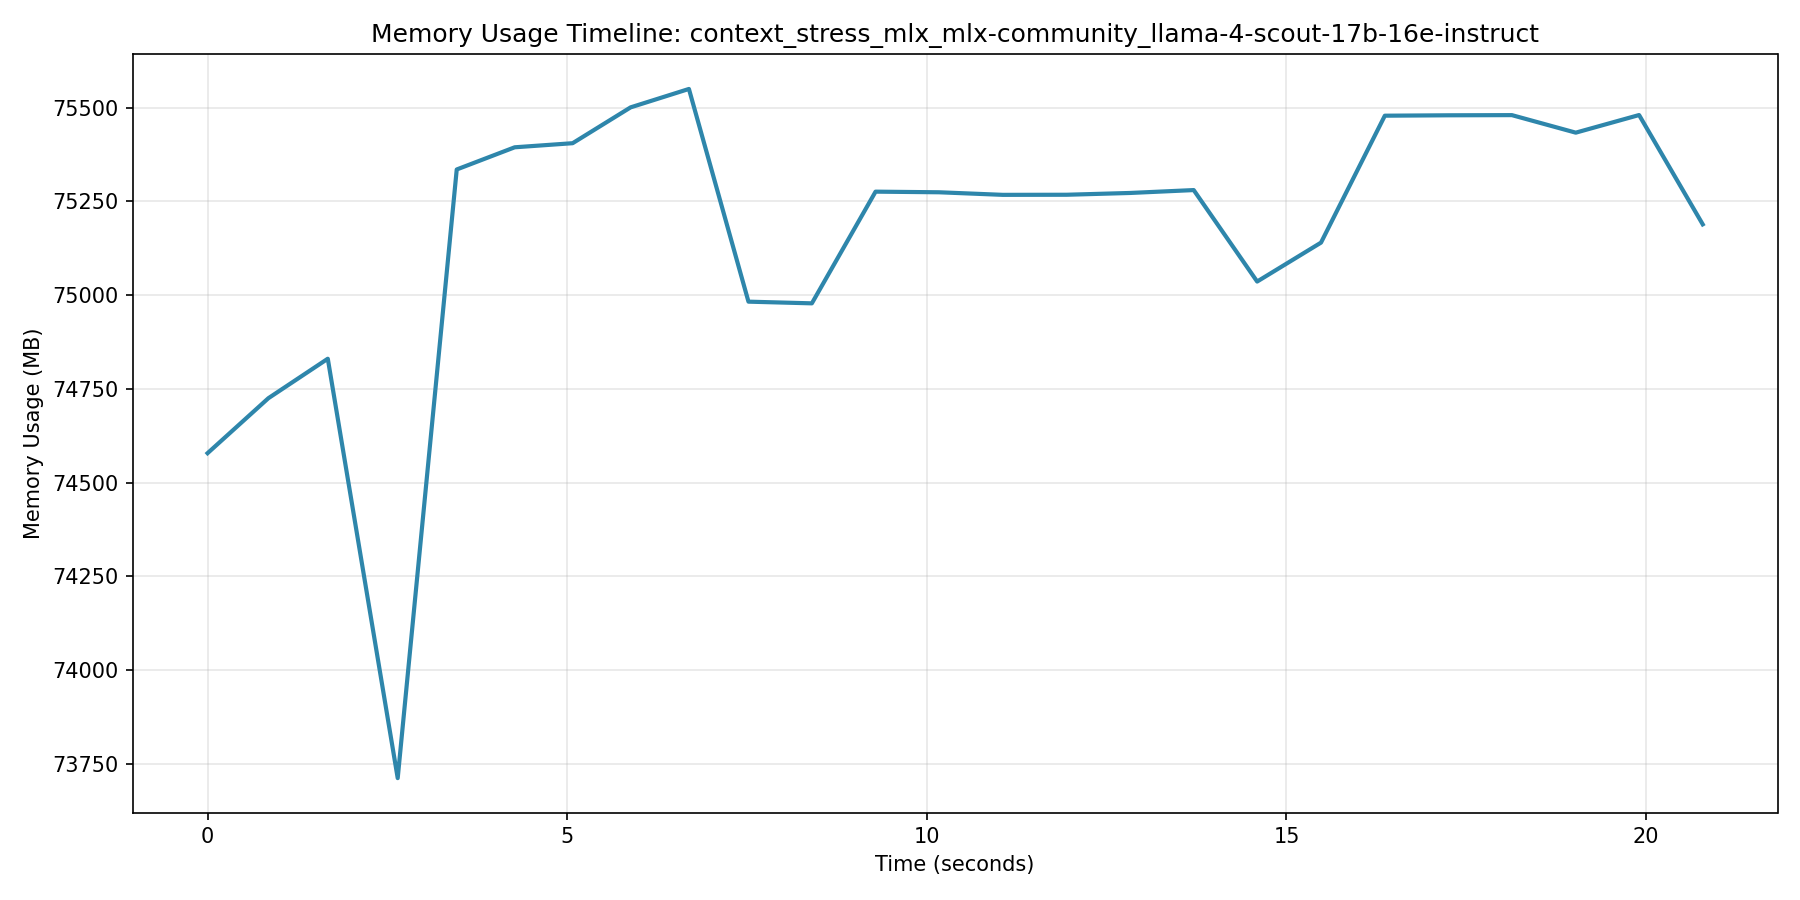 Memory Usage Timeline: context_stress_mlx_mlx-community_llama-4-scout-17b-16e-instruct
Memory Usage (MB)
75500
75250
75000
74750
74500
74250
74000
73750
0 5 10 15 20
Time (seconds)